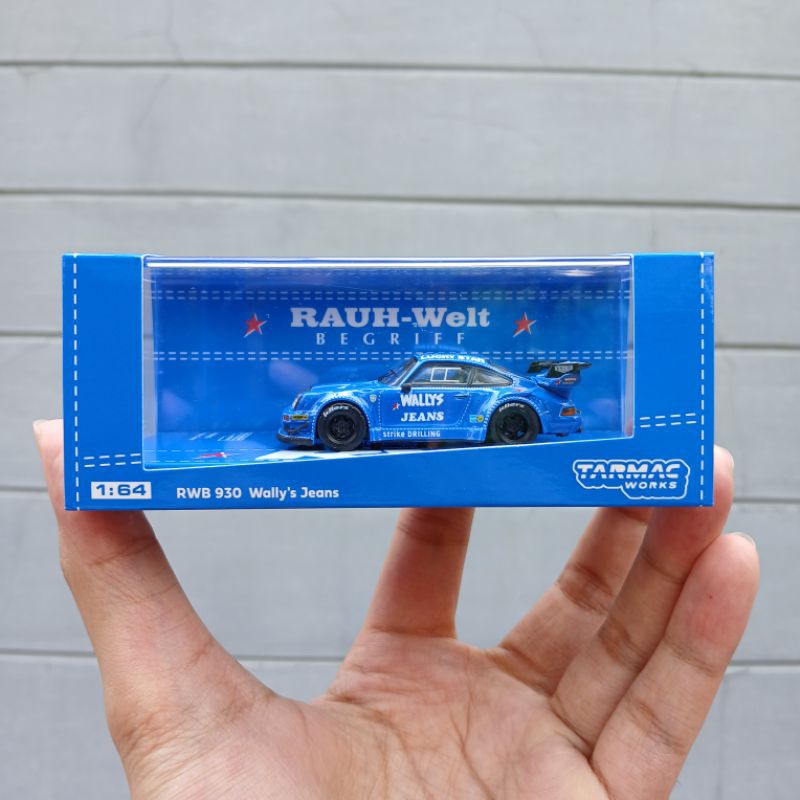 RAUH-Welt
BEGRIFF
WALLYS
JEANS
strike DRILLING
1:64
RWB 930 Wally's Jeans
TARMAC
WORKS